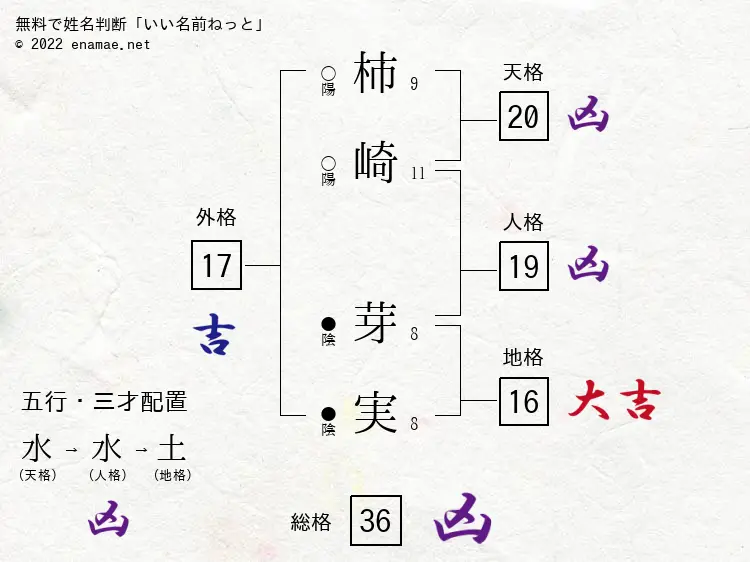 無料で姓名判断「いい名前ねっと」
© 2022 enamae.net
天格
20 凶
○陽 柿 9
○陽 崎 11
人格
19 凶
外格
17
吉
●陰 芽 8
●陰 実 8
地格
16 大吉
五行・三才配置
水→水→土
(天格) (人格) (地格)
凶
総格 36 凶